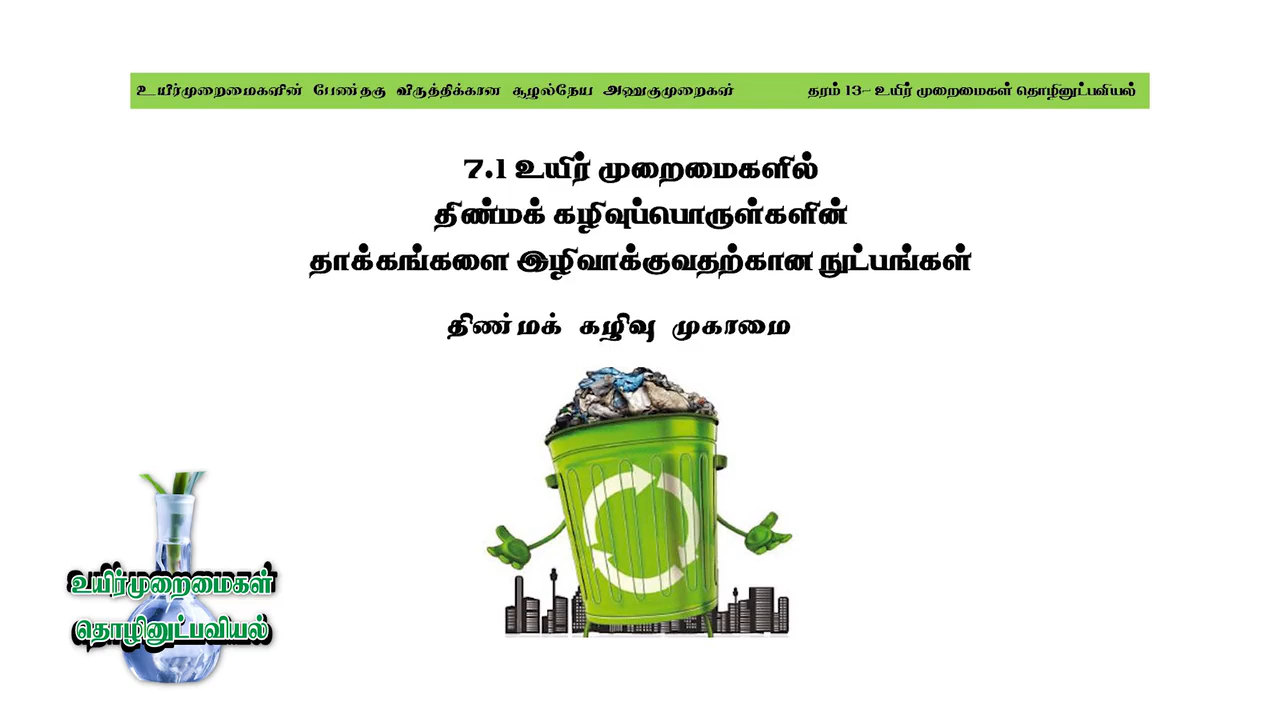 உயிர்முறைமைகளின் பேண்தகு விருத்திக்கான சூழல்நேய அணுகுமுறைகள்
தரம் 13- உயிர் முறைமைகள் தொழினுட்பவியல்
7.1 உயிர் முறைமைகளில்
திண்மக் கழிவுப்பொருள்களின்
தாக்கங்களை இழிவாக்குவதற்கான நுட்பங்கள்
திண்மக் கழிவு முகாமை
உயிர்முறைமைகள்
தொழினுட்பவியல்